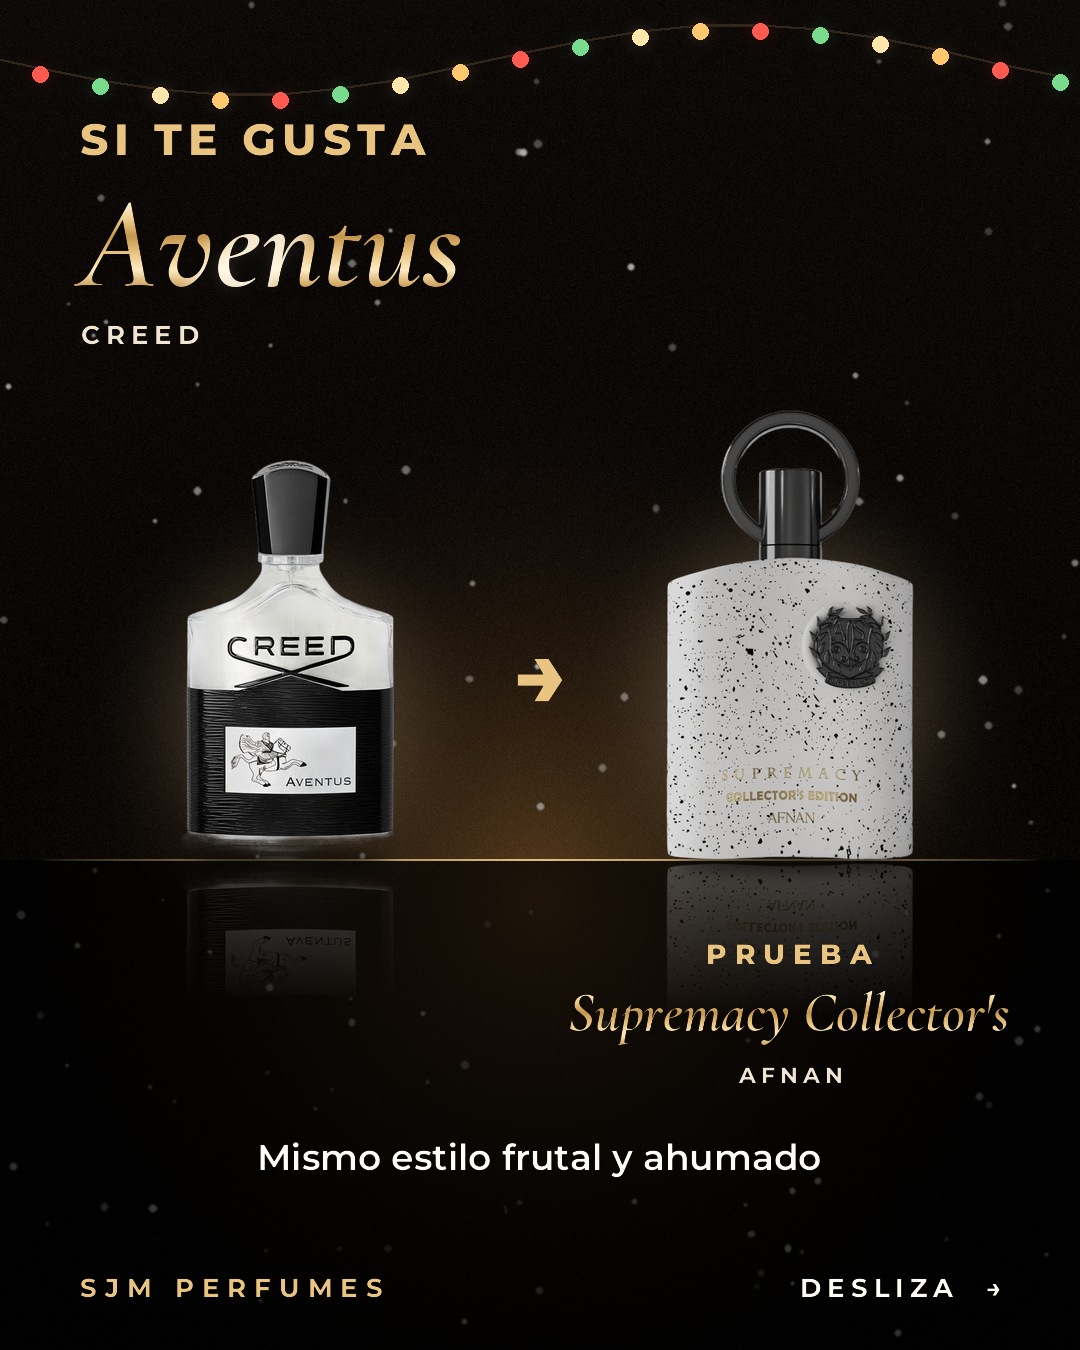 SI TE GUSTA
Aventus
CREED
CREED
AVENTUS
SUPREMACY
COLLECTOR'S EDITION
AFNAN
PRUEBA
Supremacy Collector's
AFNAN
Mismo estilo frutal y ahumado
SJM PERFUMES
DESLIZA →